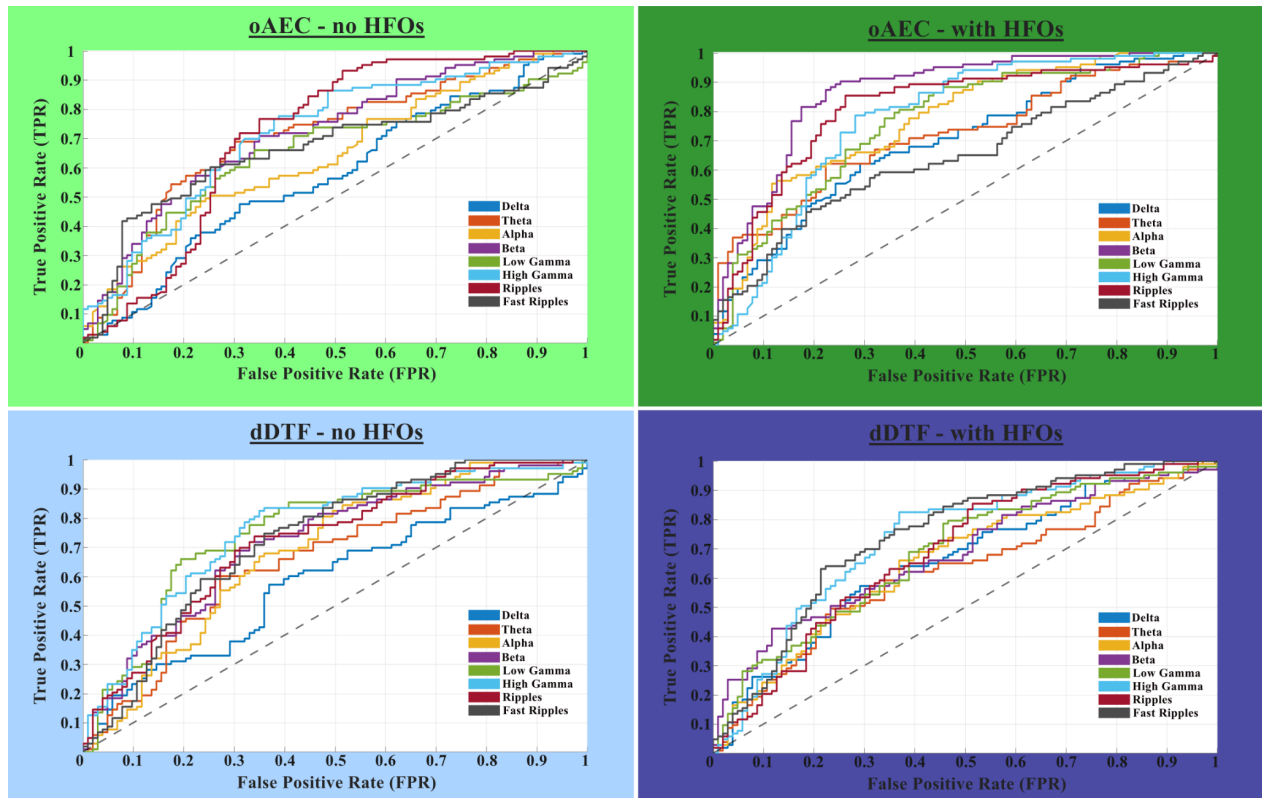 oAEC - no HFOs
True Positive Rate (TPR)
1
0.9
0.8
0.7
0.6
0.5
0.4
0.3
0.2
0.1
Delta
Theta
Alpha
Beta
Low Gamma
High Gamma
Ripples
Fast Ripples
0 0.1 0.2 0.3 0.4 0.5 0.6 0.7 0.8 0.9 1
False Positive Rate (FPR)
oAEC - with HFOs
True Positive Rate (TPR)
1
0.9
0.8
0.7
0.6
0.5
0.4
0.3
0.2
0.1
Delta
Theta
Alpha
Beta
Low Gamma
High Gamma
Ripples
Fast Ripples
0 0.1 0.2 0.3 0.4 0.5 0.6 0.7 0.8 0.9 1
False Positive Rate (FPR)
dDTF - no HFOs
True Positive Rate (TPR)
1
0.9
0.8
0.7
0.6
0.5
0.4
0.3
0.2
0.1
Delta
Theta
Alpha
Beta
Low Gamma
High Gamma
Ripples
Fast Ripples
0 0.1 0.2 0.3 0.4 0.5 0.6 0.7 0.8 0.9 1
False Positive Rate (FPR)
dDTF - with HFOs
True Positive Rate (TPR)
1
0.9
0.8
0.7
0.6
0.5
0.4
0.3
0.2
0.1
Delta
Theta
Alpha
Beta
Low Gamma
High Gamma
Ripples
Fast Ripples
0 0.1 0.2 0.3 0.4 0.5 0.6 0.7 0.8 0.9 1
False Positive Rate (FPR)